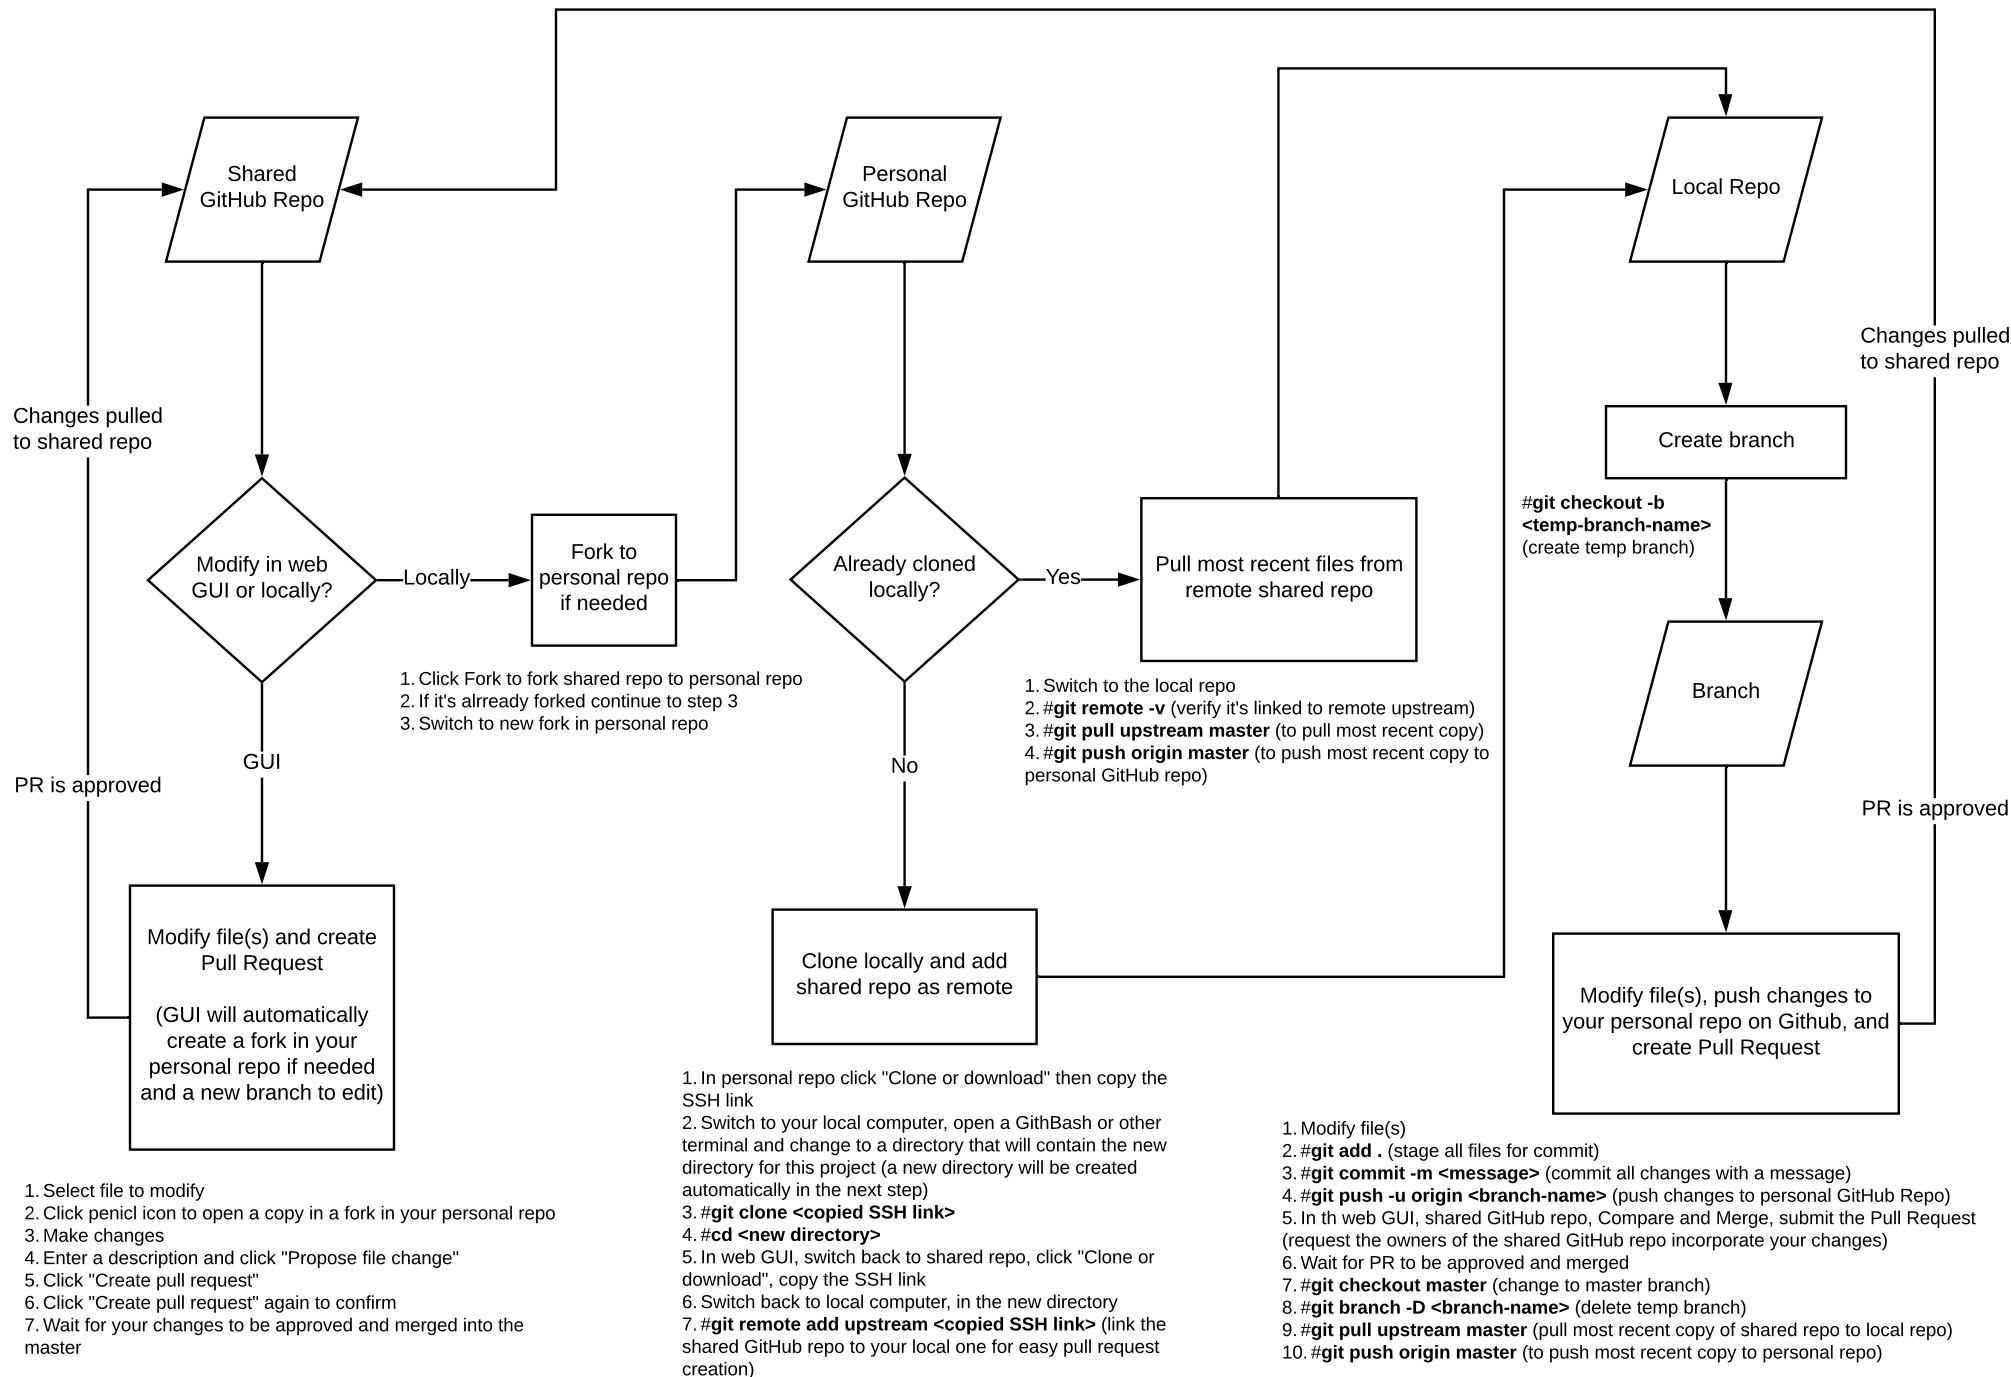 Shared
GitHub Repo
Personal
GitHub Repo
Local Repo
Changes pulled
to shared repo
Changes pulled
to shared repo
Create branch
#git checkout -b
<temp-branch-name>
(create temp branch)
Modify in web
GUI or locally?
Locally
Fork to
personal repo
if needed
Already cloned
locally?
Yes
Pull most recent files from
remote shared repo
1. Click Fork to fork shared repo to personal repo
2. If it's alrready forked continue to step 3
3. Switch to new fork in personal repo
1. Switch to the local repo
2. #git remote -v (verify it's linked to remote upstream)
3. #git pull upstream master (to pull most recent copy)
4. #git push origin master (to push most recent copy to
personal GitHub repo)
Branch
GUI
No
PR is approved
PR is approved
Modify file(s) and create
Pull Request
(GUI will automatically
create a fork in your
personal repo if needed
and a new branch to edit)
Clone locally and add
shared repo as remote
Modify file(s), push changes to
your personal repo on Github, and
create Pull Request
1. Select file to modify
2. Click penicl icon to open a copy in a fork in your personal repo
3. Make changes
4. Enter a description and click "Propose file change"
5. Click "Create pull request"
6. Click "Create pull request" again to confirm
7. Wait for your changes to be approved and merged into the
master
1. In personal repo click "Clone or download" then copy the
SSH link
2. Switch to your local computer, open a GithBash or other
terminal and change to a directory that will contain the new
directory for this project (a new directory will be created
automatically in the next step)
3. #git clone <copied SSH link>
4. #cd <new directory>
5. In web GUI, switch back to shared repo, click "Clone or
download", copy the SSH link
6. Switch back to local computer, in the new directory
7. #git remote add upstream <copied SSH link> (link the
shared GitHub repo to your local one for easy pull request
creation)
1. Modify file(s)
2. #git add . (stage all files for commit)
3. #git commit -m <message> (commit all changes with a message)
4. #git push -u origin <branch-name> (push changes to personal GitHub Repo)
5. In th web GUI, shared GitHub repo, Compare and Merge, submit the Pull Request
(request the owners of the shared GitHub repo incorporate your changes)
6. Wait for PR to be approved and merged
7. #git checkout master (change to master branch)
8. #git branch -D <branch-name> (delete temp branch)
9. #git pull upstream master (pull most recent copy of shared repo to local repo)
10. #git push origin master (to push most recent copy to personal repo)